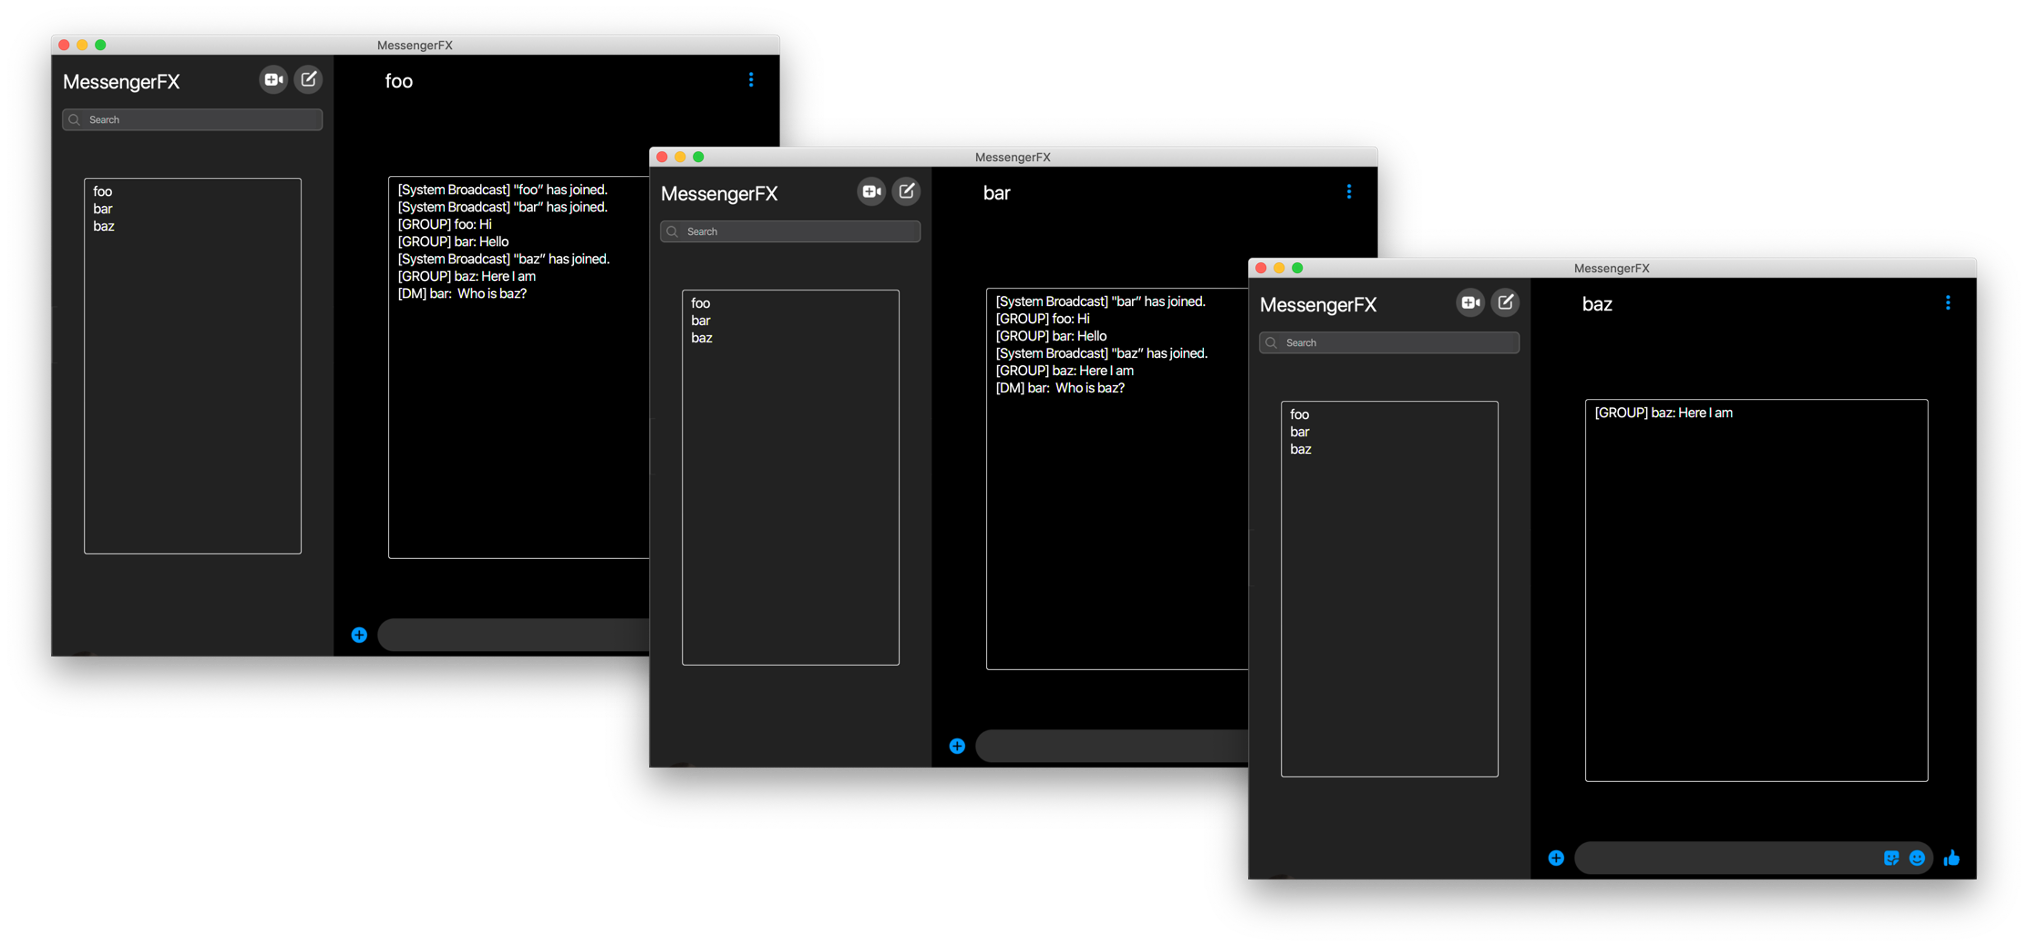 MessengerFX
MessengerFX
foo
Search
foo
bar
baz
[System Broadcast] "foo" has joined.
[System Broadcast] "bar" has joined.
[GROUP] foo: Hi
[GROUP] bar: Hello
[System Broadcast] "baz" has joined.
[GROUP] baz: Here I am
[DM] bar:  Who is baz?
MessengerFX
MessengerFX
bar
Search
foo
bar
baz
[System Broadcast] "bar" has joined.
[GROUP] foo: Hi
[GROUP] bar: Hello
[System Broadcast] "baz" has joined.
[GROUP] baz: Here I am
[DM] bar:  Who is baz?
MessengerFX
MessengerFX
baz
Search
foo
bar
baz
[GROUP] baz: Here I am